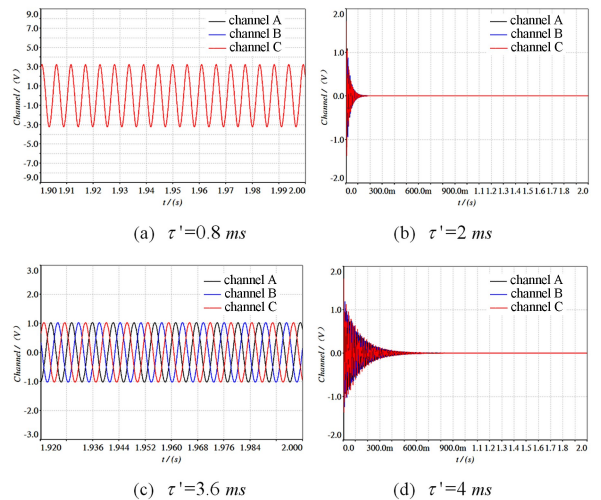 9.0
7.0
5.0
3.0
1.0
-1.0
-3.0
-5.0
-7.0
-9.0
Channel / (V)
channel A
channel B
channel C
1.90 1.91 1.92 1.93 1.94 1.95 1.96 1.97 1.98 1.99 2.00
t / (s)
(a) τ'=0.8 ms
2.0
1.0
0.0
-1.0
-2.0
Channel / (V)
channel A
channel B
channel C
0.0 300.0m 600.0m 900.0m 1.1 1.2 1.3 1.4 1.5 1.6 1.8 2.0
t / (s)
(b) τ'=2 ms
3.0
2.0
1.0
0.0
-1.0
-2.0
-3.0
Channel / (V)
channel A
channel B
channel C
1.920 1.936 1.944 1.952 1.960 1.968 1.976 1.984 2.000
t / (s)
(c) τ'=3.6 ms
2.0
1.0
0.0
1.0
-2.0
Channel / (V)
channel A
channel B
channel C
0.0 300.0m 600.0m 900.0m 1.1 1.2 1.3 1.4 1.5 1.6 1.8 2.0
t / (s)
(d) τ'=4 ms